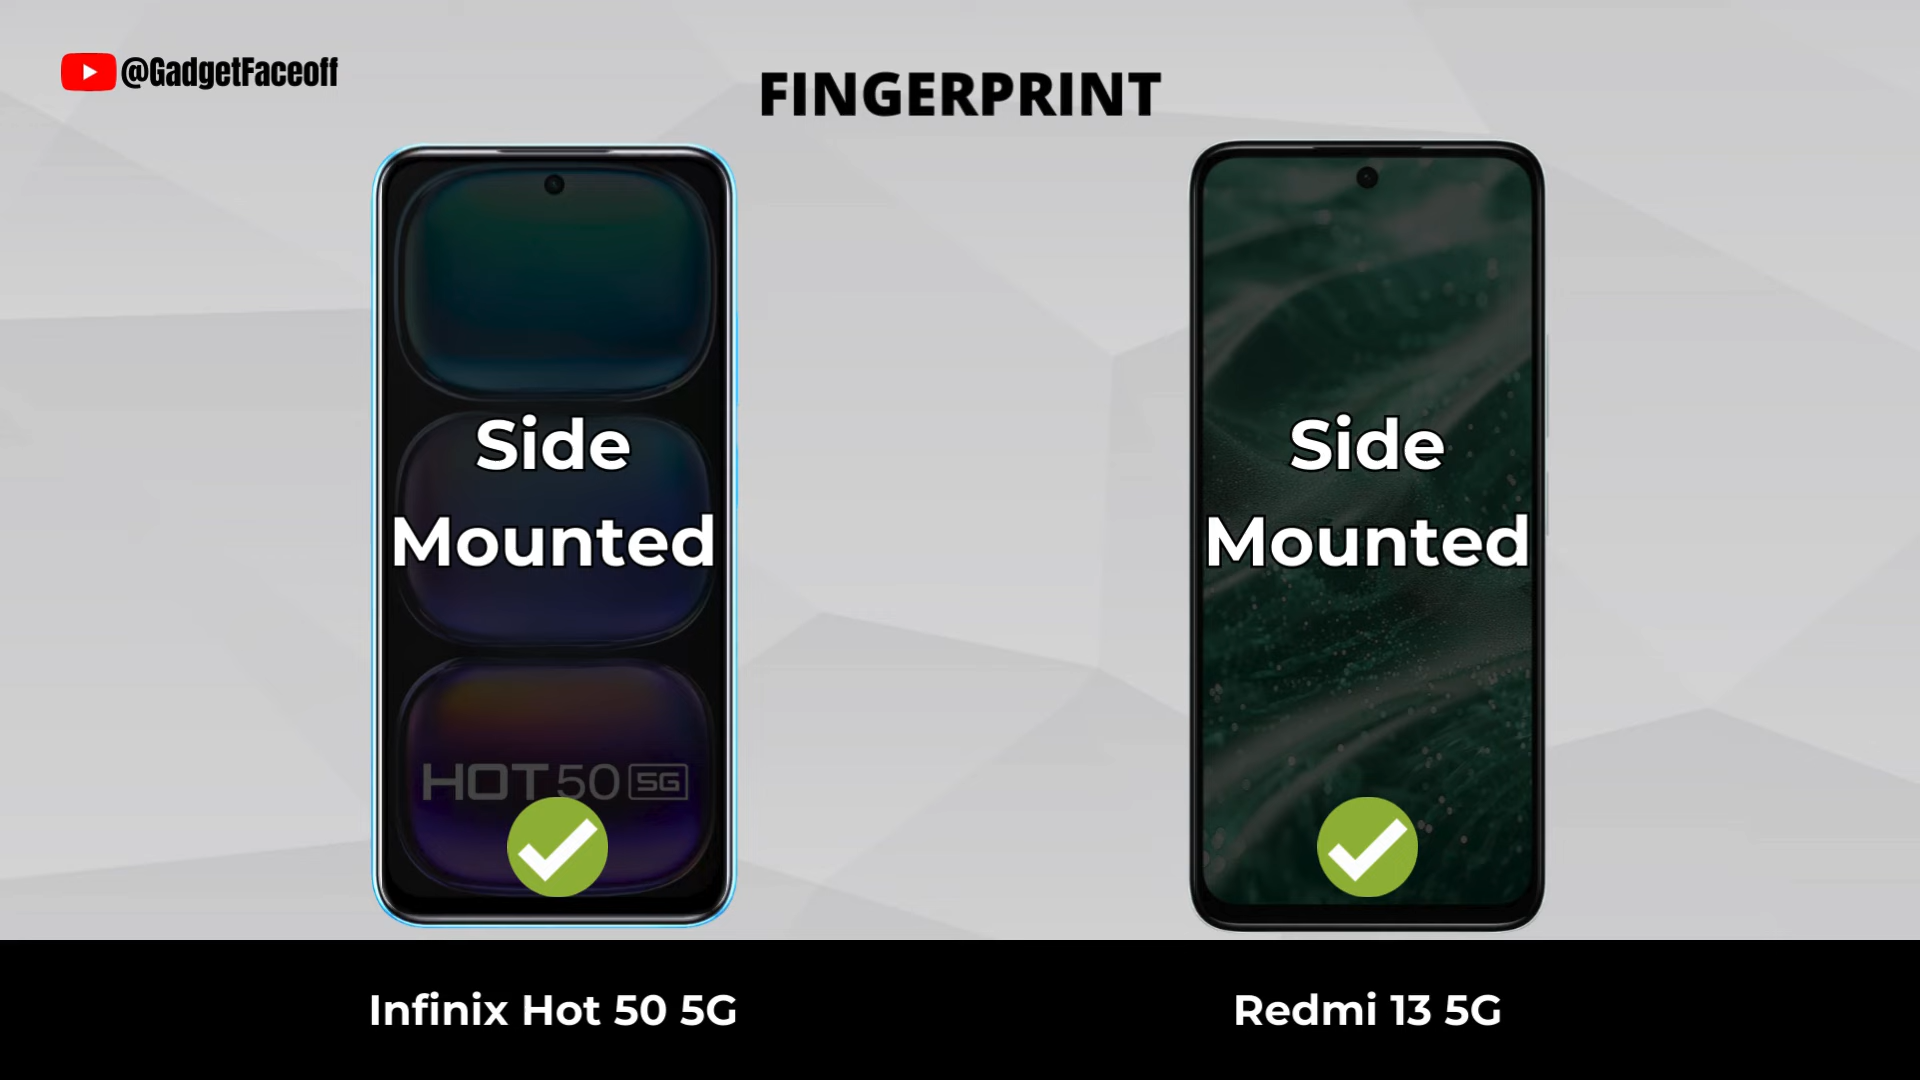 @GadgetFaceoff
FINGERPRINT
Side
Mounted
Side
Mounted
HOT 50 5G
Infinix Hot 50 5G
Redmi 13 5G